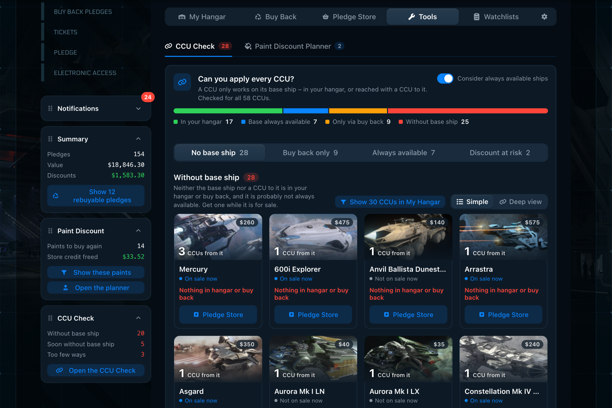 BUY BACK PLEDGES
TICKETS
PLEDGE
ELECTRONIC ACCESS
My Hangar
Buy Back
Pledge Store
Tools
Watchlists
CCU Check 28
Paint Discount Planner 2
Notifications
24
Summary
Pledges 154
Value $18,846.30
Discounts $1,583.30
Show 12
rebuyable pledges
Paint Discount
Paints to buy again 14
Store credit freed $33.52
Show these paints
Open the planner
CCU Check
Without base ship 20
Soon without base ship 5
Too few ways 3
Open the CCU Check
Can you apply every CCU?
Consider always available ships
A CCU only works on its base ship – in your hangar, or reached with a CCU to it.
Checked for all 58 CCUs.
In your hangar 17
Base always available 7
Only via buy back 9
Without base ship 25
No base ship 28
Buy back only 9
Always available 7
Discount at risk 2
Without base ship 28
Neither the base ship nor a CCU to it is in
your hangar or buy back, and it is probably not always
available. Get one while it is for sale.
Show 30 CCUs in My Hangar
Simple
Deep view
$260
3 CCUs from it
Mercury
On sale now
Nothing in hangar or buy
back
Pledge Store
$475
1 CCU from it
600i Explorer
On sale now
Nothing in hangar or buy
back
Pledge Store
$140
1 CCU from it
Anvil Ballista Dunest...
Not on sale now
Nothing in hangar or buy
back
Pledge Store
$575
1 CCU from it
Arrastra
On sale now
Nothing in hangar or buy
back
Pledge Store
$350
1 CCU from it
Asgard
On sale now
$40
1 CCU from it
Aurora Mk I LN
Not on sale now
$35
1 CCU from it
Aurora Mk I LX
Not on sale now
$240
1 CCU from it
Constellation Mk IV ...
On sale now